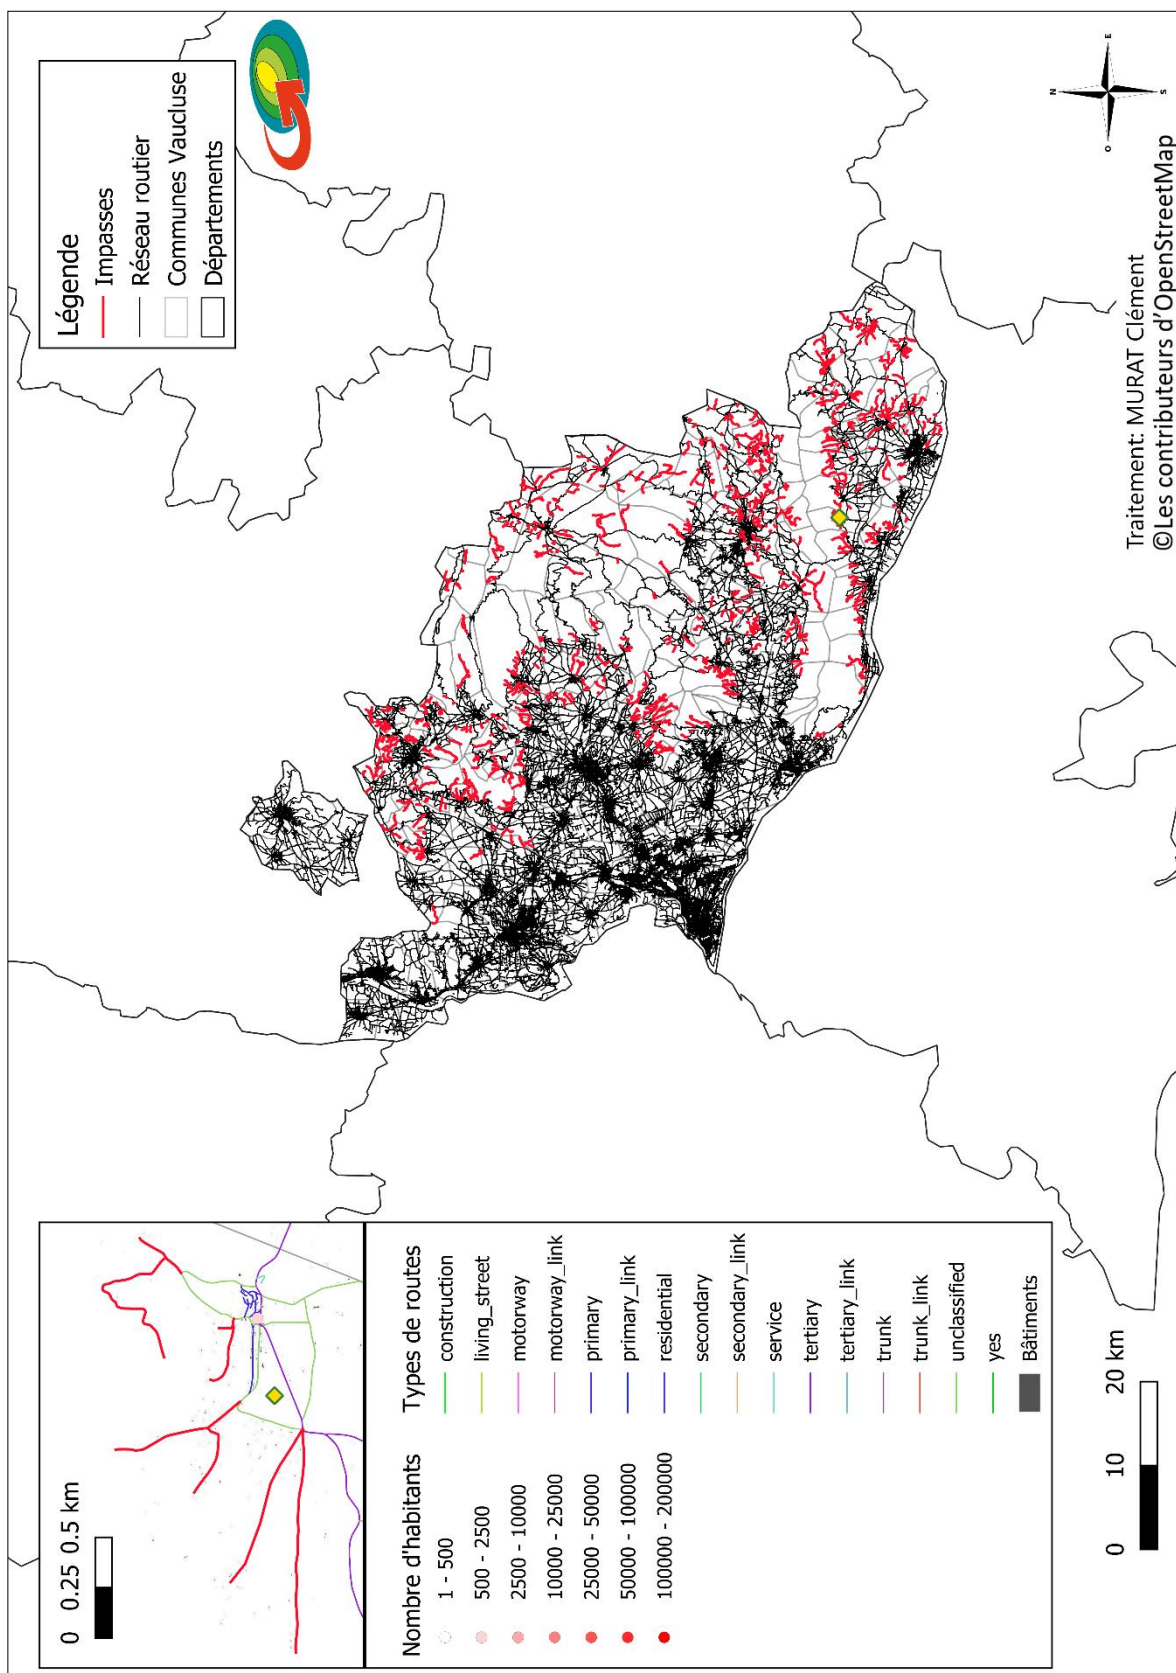 Légende
Impasses
Réseau routier
Communes Vaucluse
Départements
0 0.25 0.5 km
Nombre d'habitants
1 - 500
500 - 2500
2500 - 10000
10000 - 25000
25000 - 50000
50000 - 100000
100000 - 200000
Types de routes
construction
living_street
motorway
motorway_link
primary
primary_link
residential
secondary
secondary_link
service
tertiary
tertiary_link
trunk
trunk_link
unclassified
yes
Bâtiments
0 10 20 km
N
O E
S
Traitement: MURAT Clément
©Les contributeurs d'OpenStreetMap